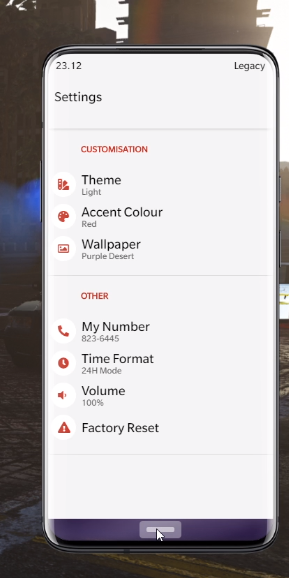 23.12 Legacy
Settings
CUSTOMISATION
Theme
Light
Accent Colour
Red
Wallpaper
Purple Desert
OTHER
My Number
823-6445
Time Format
24H Mode
Volume
100%
Factory Reset